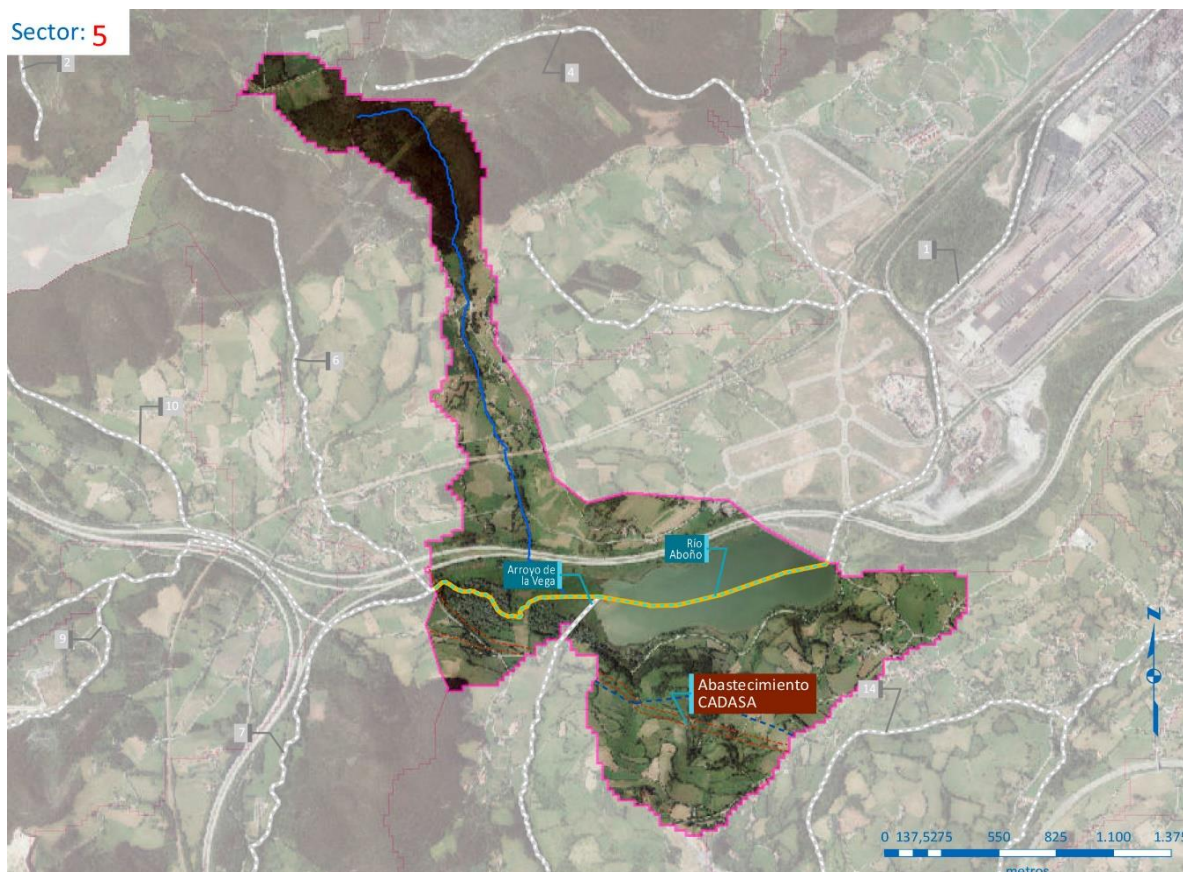 Sector: 5
2
4
1
6
10
Río
Aboño
Arroyo de
la Vega
9
Abastecimiento
CADASA
14
7
N
0 137,5275 550 825 1.100 1.375
metros